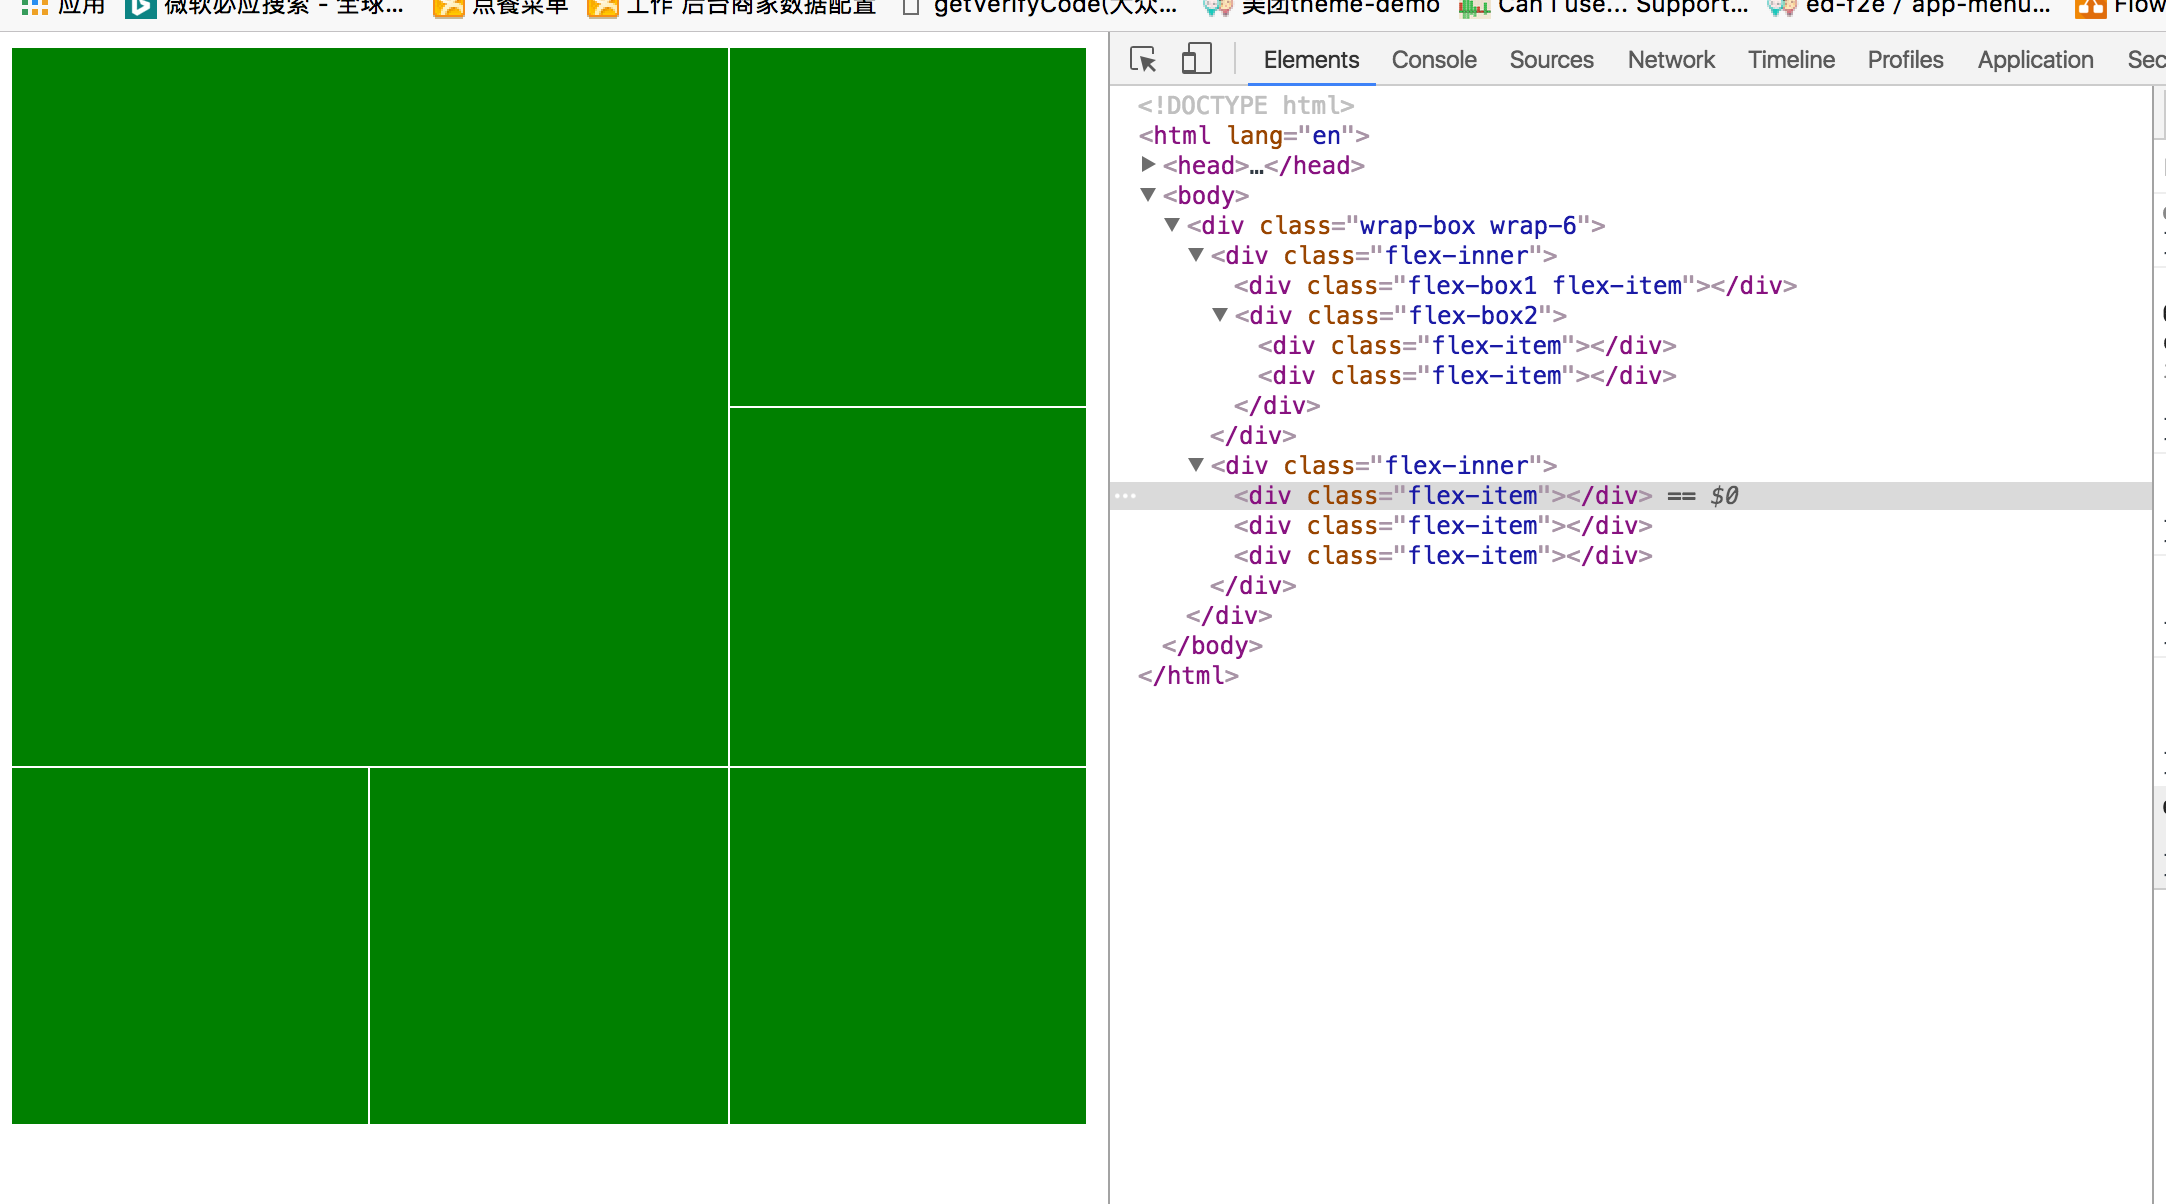 应用 微软必应搜索 - 全球... 点餐菜单 工作 后台商家数据配置 getVerifyCode(大众... 美团theme-demo Can I use... Support... ed-f2e / app-menu... Flow
Elements Console Sources Network Timeline Profiles Application Sec
<!DOCTYPE html>
<html lang="en">
<head>…</head>
<body>
<div class="wrap-box wrap-6">
<div class="flex-inner">
<div class="flex-box1 flex-item"></div>
<div class="flex-box2">
<div class="flex-item"></div>
<div class="flex-item"></div>
</div>
</div>
<div class="flex-inner">
<div class="flex-item"></div> == $0
<div class="flex-item"></div>
<div class="flex-item"></div>
</div>
</div>
</body>
</html>